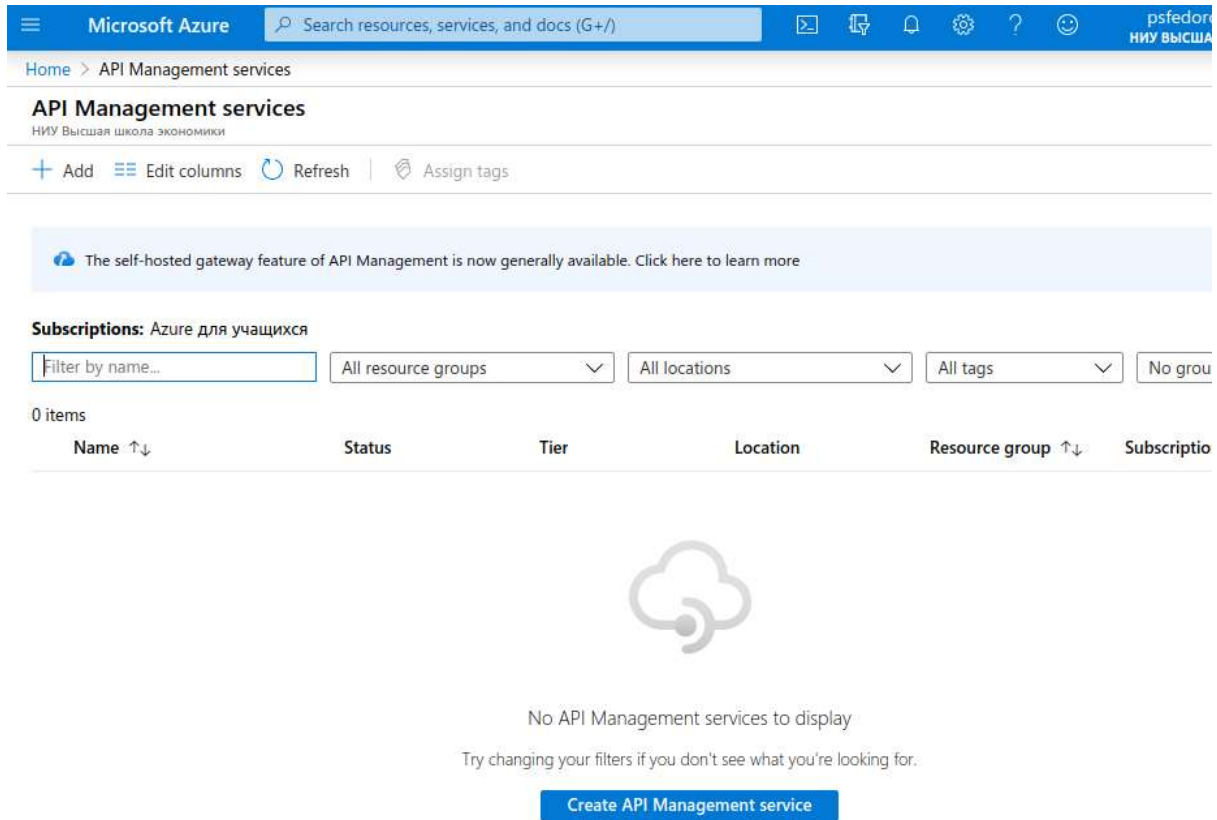 Microsoft Azure Search resources, services, and docs (G+/) psfedoro
НИУ ВЫСША
Home > API Management services
API Management services
НИУ Высшая школа экономики
+ Add Edit columns Refresh Assign tags
The self-hosted gateway feature of API Management is now generally available. Click here to learn more
Subscriptions: Azure для учащихся
Filter by name... All resource groups All locations All tags No grou
0 items
Name ↑↓ Status Tier Location Resource group ↑↓ Subscriptio
No API Management services to display
Try changing your filters if you don't see what you're looking for.
Create API Management service